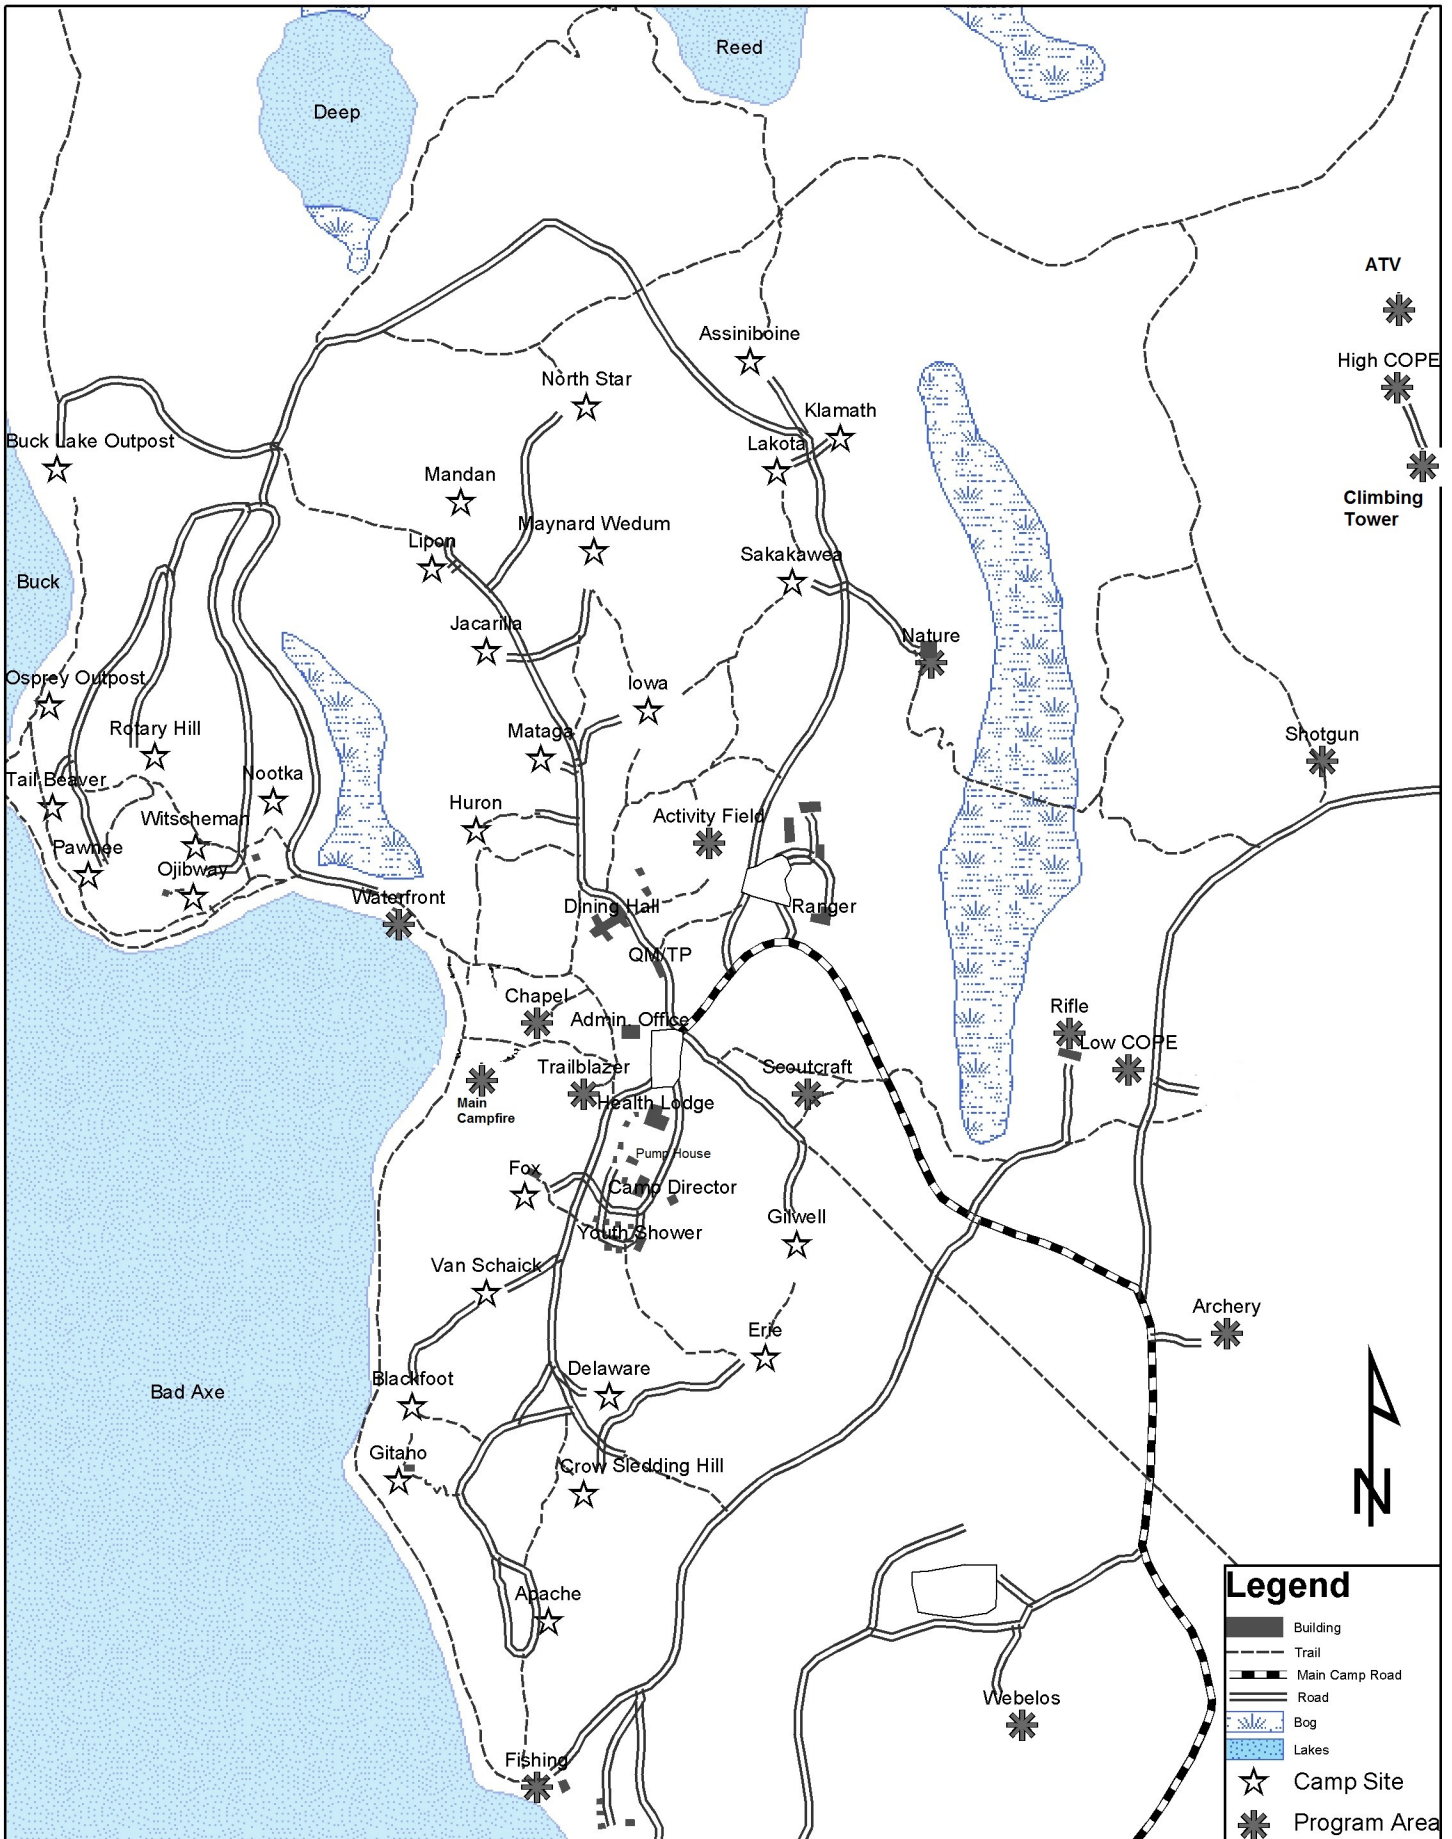 Reed
Deep
ATV
Assiniboine
High COPE
North Star
Klamath
Buck Lake Outpost
Lakota
Mandan
Climbing
Tower
Maynard Wedum
Lipon
Sakakawea
Buck
Jacarilla
Nature
Osprey Outpost
Iowa
Rotary Hill
Mataga
Shotgun
Tail Beaver
Nootka
Huron
Witscheman
Activity Field
Pawnee
Ojibway
Waterfront
Dining Hall
Ranger
QM/TP
Chapel
Rifle
Admin. Office
Low COPE
Trailblazer
Scoutcraft
Main
Campfire
Health Lodge
Pump House
Fox
Camp Director
Gilwell
Youth Shower
Van Schaick
Archery
Erie
Delaware
Blackfoot
Bad Axe
Gitaho
Crow Sledding Hill
N
Apache
Legend
Building
Trail
Main Camp Road
Road
Bog
Lakes
Camp Site
Program Area
Webelos
Fishing